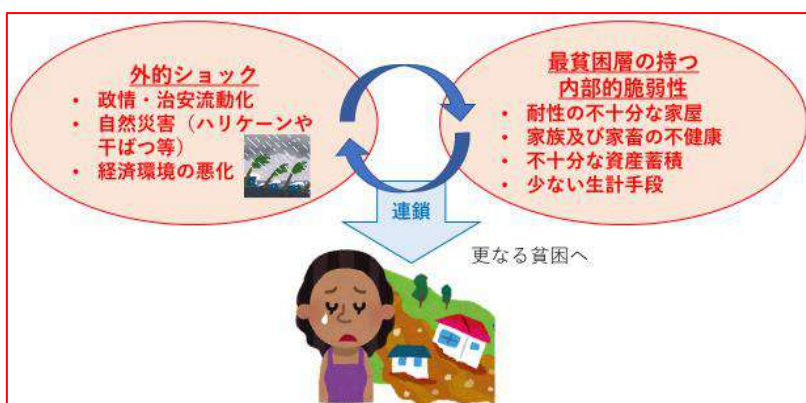 外的ショック
• 政情・治安流動化
• 自然災害（ハリケーンや
干ばつ等）
• 経済環境の悪化
最貧困層の持つ
内部的脆弱性
• 耐性の不十分な家屋
• 家族及び家畜の不健康
• 不十分な資産蓄積
• 少ない生計手段
連鎖
更なる貧困へ